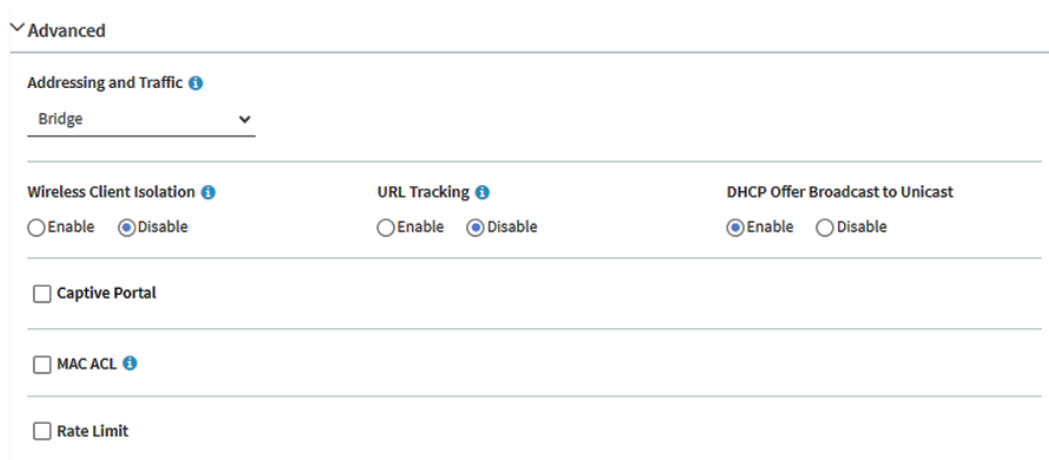 Advanced
Addressing and Traffic
Bridge
Wireless Client Isolation URL Tracking DHCP Offer Broadcast to Unicast
Enable Disable Enable Disable Enable Disable
Captive Portal
MAC ACL
Rate Limit